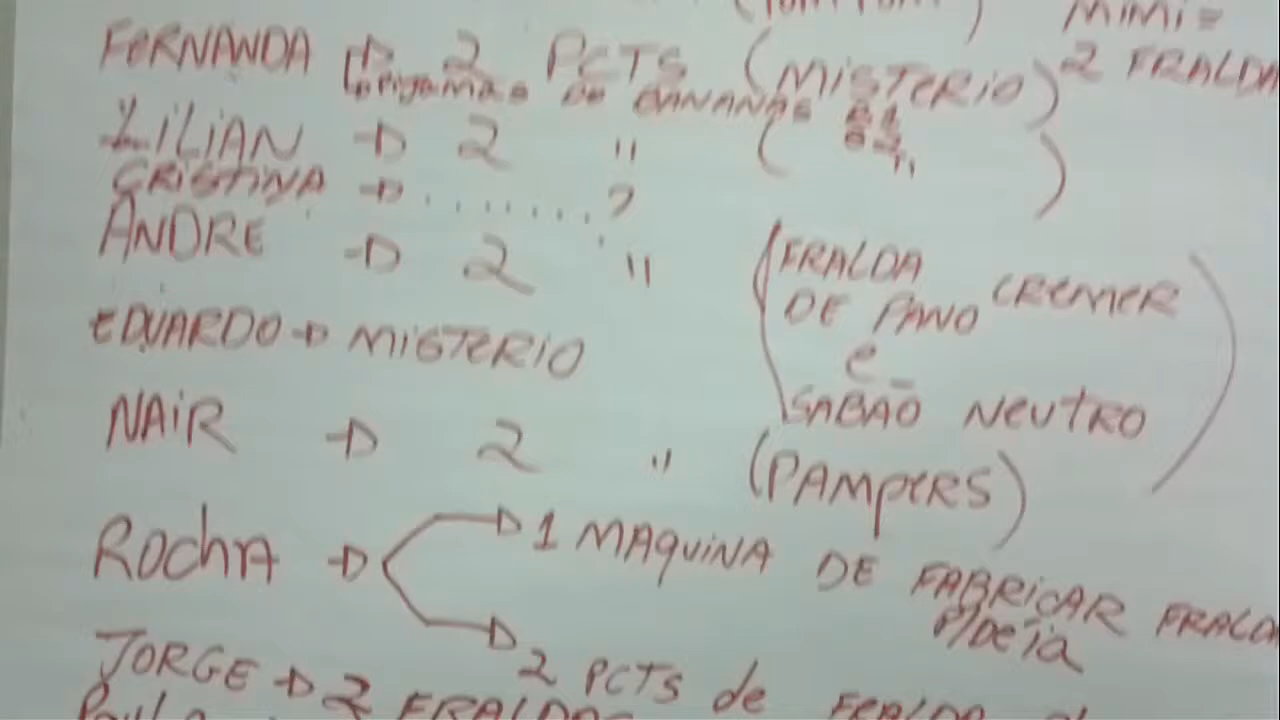 MIMI =
FERNANDA → 2 PCTS (MISTERIO) 2 FRALDA
DE BANANAS
LILIAN → 2 " ( )
CRISTINA → ........?
ANDRE → 2 " (FRALDA
DE PANO CREMER
e
SABÃO NEUTRO)
EDUARDO → MISTERIO
NAIR → 2 " (PAMPERS)
ROCHA → 1 MAQUINA DE FABRICAR FRALDA
→ 2 PCTS de FRALDA
JORGE → 2 FRALDAS